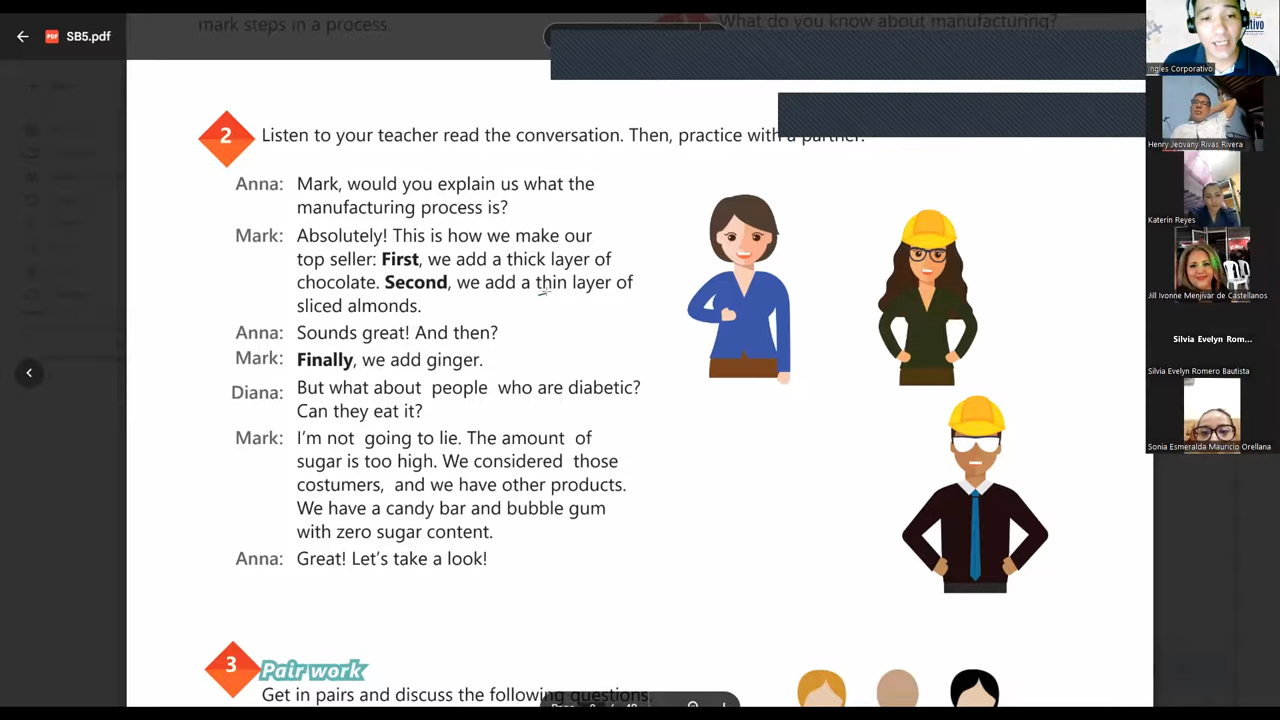 mark steps in a process.
What do you know about manufacturing?
SB5.pdf
PDF
2
Listen to your teacher read the conversation. Then, practice with a partner.
Anna: Mark, would you explain us what the
manufacturing process is?
Mark: Absolutely! This is how we make our
top seller: First, we add a thick layer of
chocolate. Second, we add a thin layer of
sliced almonds.
Anna: Sounds great! And then?
Mark: Finally, we add ginger.
Diana: But what about people who are diabetic?
Can they eat it?
Mark: I'm not going to lie. The amount of
sugar is too high. We considered those
costumers, and we have other products.
We have a candy bar and bubble gum
with zero sugar content.
Anna: Great! Let's take a look!
3
Pair work
Get in pairs and discuss the following questions.
Page
Ingles Corporativo
Henry Jeovany Rivas Rivera
Katerin Reyes
Jill Ivonne Menjívar de Castellanos
Silvia Evelyn Rom...
Silvia Evelyn Romero Bautista
Sonia Esmeralda Mauricio Orellana